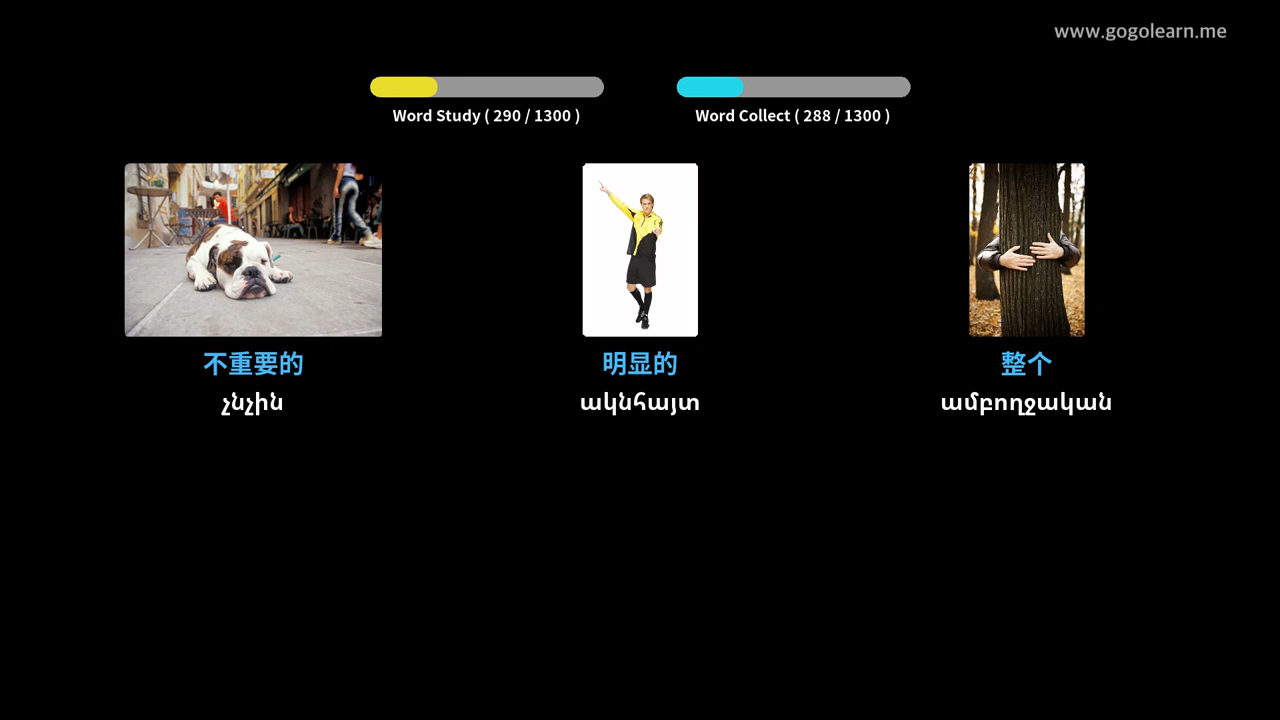 www.gogolearn.me
Word Study ( 290 / 1300 )
Word Collect ( 288 / 1300 )
不重要的
չնչին
明显的
ակնհայտ
整个
ամբողջական